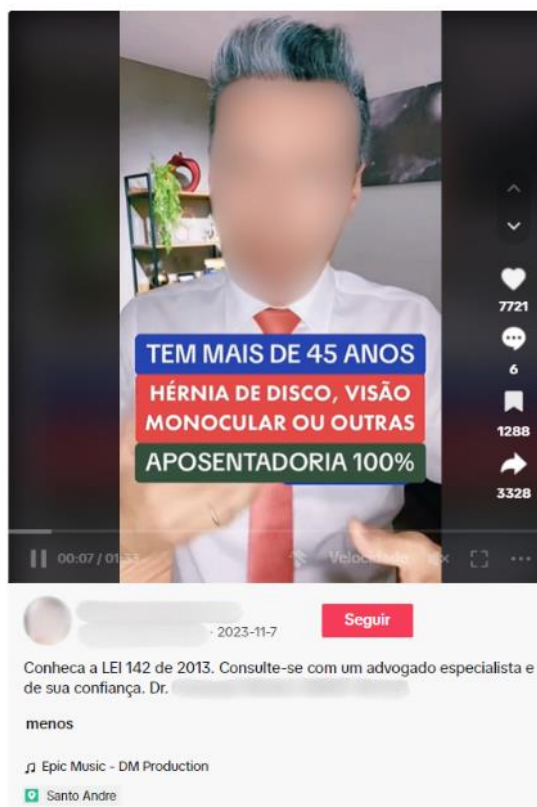 TEM MAIS DE 45 ANOS
HÉRNIA DE DISCO, VISÃO
MONOCULAR OU OUTRAS
APOSENTADORIA 100%
7721
6
1288
3328
00:07 / 01:33
Velocidade
· 2023-11-7
Seguir
Conheca a LEI 142 de 2013. Consulte-se com um advogado especialista e
de sua confiança. Dr.
menos
♫ Epic Music - DM Production
Santo Andre